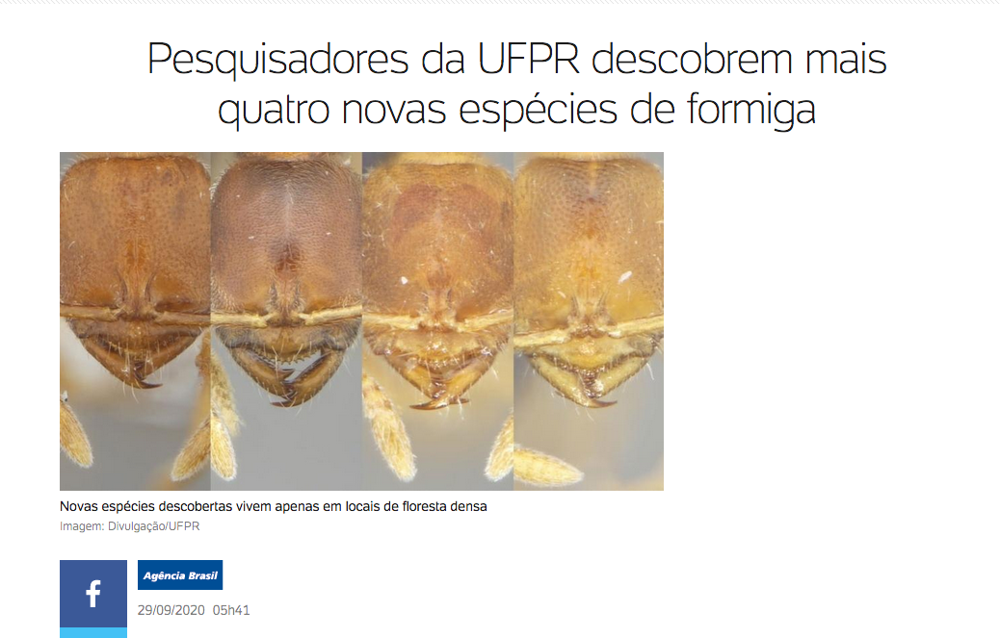 Pesquisadores da UFPR descobrem mais
quatro novas espécies de formiga
Novas espécies descobertas vivem apenas em locais de floresta densa
Imagem: Divulgação/UFPR
f
Agência Brasil
29/09/2020 05h41